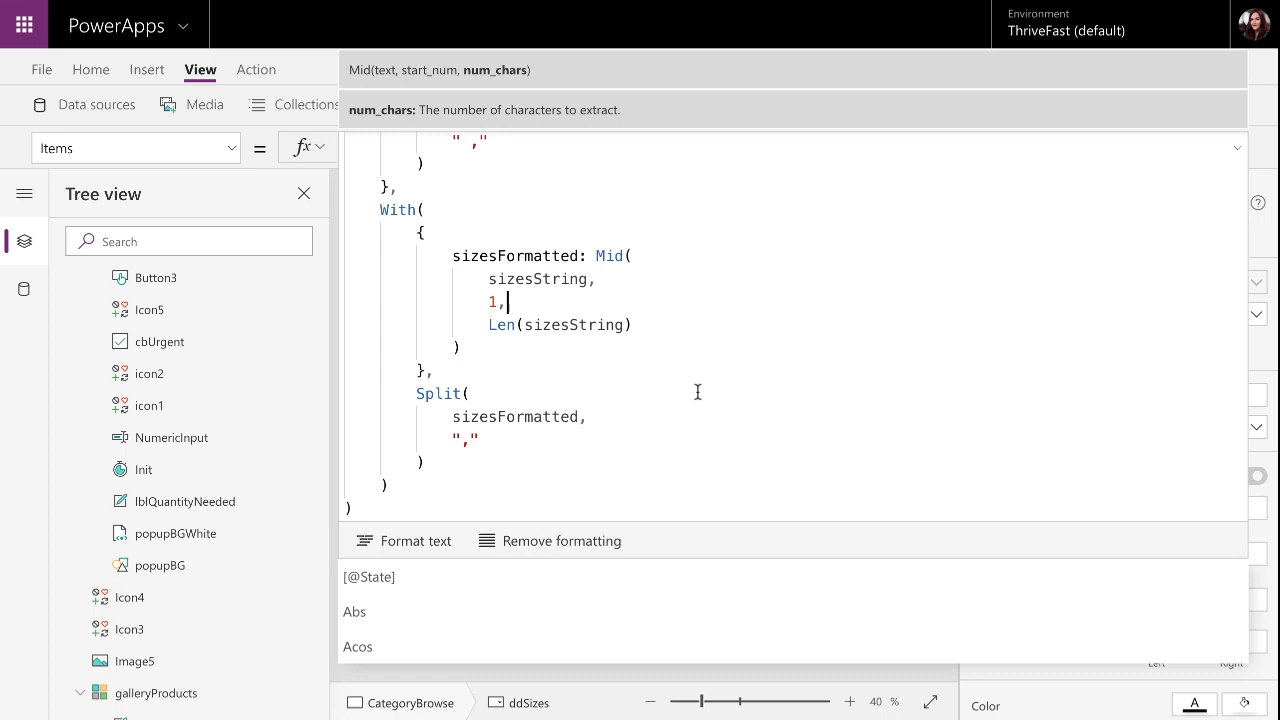 PowerApps
Environment
ThriveFast (default)
File Home Insert View Action
Mid(text, start_num, num_chars)
Data sources Media Collections
num_chars: The number of characters to extract.
Items = fx
" ,"
)
},
With(
{
sizesFormatted: Mid(
sizesString,
1,
Len(sizesString)
)
},
Split(
sizesFormatted,
","
)
)
)
Format text Remove formatting
[@State]
Abs
Acos
Tree view
Search
Button3
Icon5
cbUrgent
icon2
icon1
NumericInput
Init
lblQuantityNeeded
popupBGWhite
popupBG
Icon4
Icon3
Image5
galleryProducts
CategoryBrowse ddSizes 40 %
Left Right
Color A